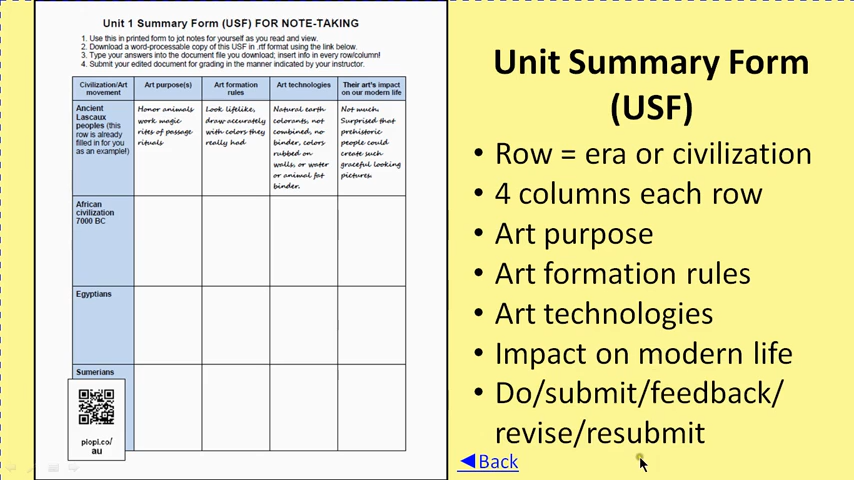 Unit 1 Summary Form (USF) FOR NOTE-TAKING
1. Use this in printed form to jot notes for yourself as you read and view.
2. Download a word-processable copy of this USF in .rtf format using the link below.
3. Type your answers into the document file you download; insert info in every row/column!
4. Submit your edited document for grading in the manner indicated by your instructor.
Civilization/Art movement
Art purpose(s)
Art formation rules
Art technologies
Their art's impact on our modern life
Ancient
Lascaux
peoples (this
row is already
filled in for you
as an example!)
Honor animals
work magic
rites of passage
rituals
Look lifelike,
draw accurately
with colors they
really had
Natural earth
colorants, not
combined, no
binder, colors
rubbed on
walls, or water
or animal fat
binder.
Not much.
Surprised that
prehistoric
people could
create such
graceful looking
pictures.
African
civilization
7000 BC
Egyptians
Sumerians
piopl.co/
au
Unit Summary Form
(USF)
• Row = era or civilization
• 4 columns each row
• Art purpose
• Art formation rules
• Art technologies
• Impact on modern life
• Do/submit/feedback/
revise/resubmit
◀Back